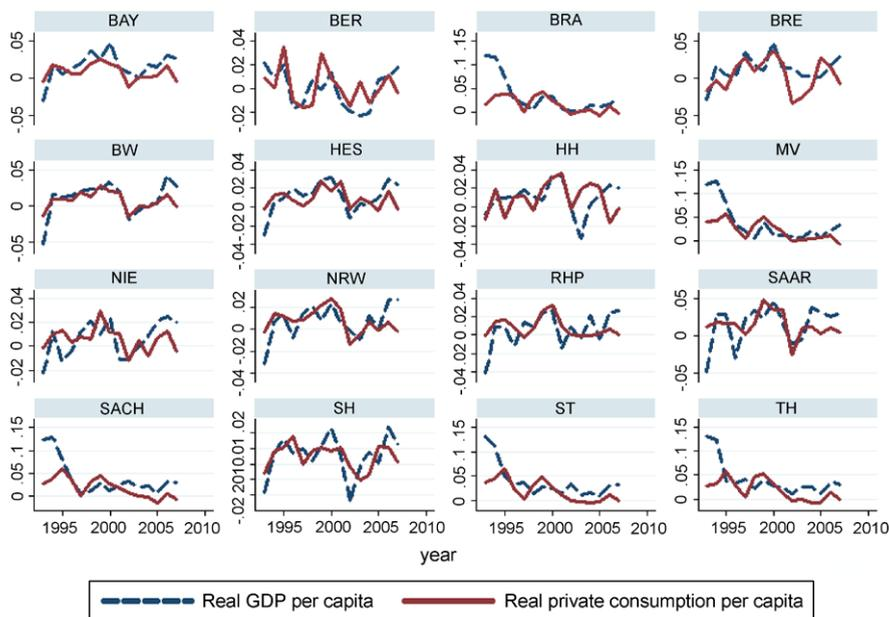 BAY BER BRA BRE
-.05 0 .05
-.02 0 .02 .04
0 .05 .1 .15
-.05 0 .05
BW HES HH MV
-.05 0 .05
-.04 -.02 0 .02 .04
-.04 -.02 0 .02 .04
0 .05 .1 .15
NIE NRW RHP SAAR
-.02 0 .02 .04
-.04 -.02 0 .02
-.04 -.02 0 .02 .04
-.05 0 .05
SACH SH ST TH
0 .05 .1 .15
-.02 -.01 0 .01 .02
0 .05 .1 .15
0 .05 .1 .15
1995 2000 2005 2010 1995 2000 2005 2010 1995 2000 2005 2010 1995 2000 2005 2010
year
Real GDP per capita Real private consumption per capita